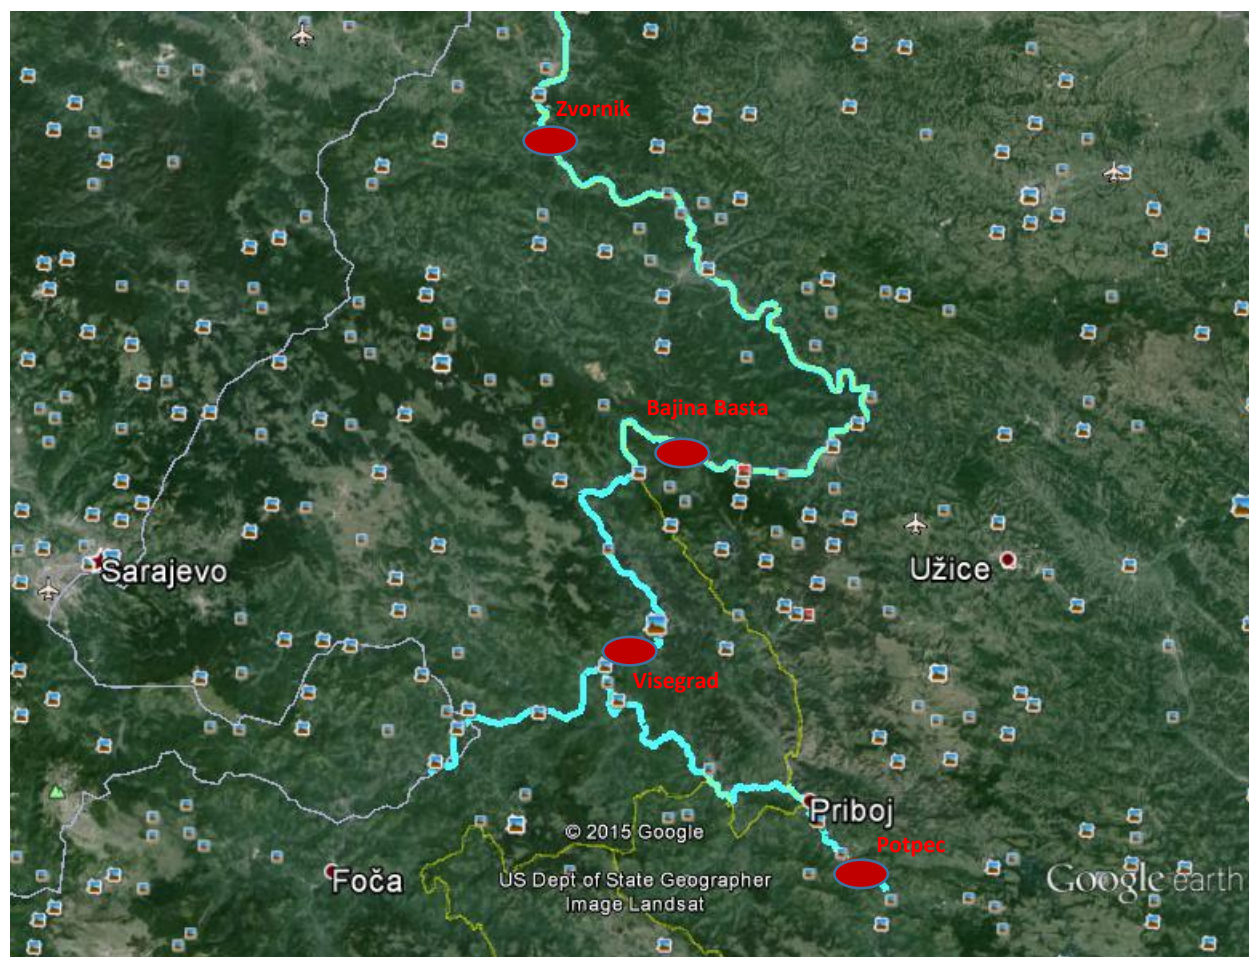 Zvornik
Bajina Basta
Sarajevo
Užice
Visegrad
Priboj
© 2015 Google
Potpec
Foča
US Dept of State Geographer
Image Landsat
Google earth